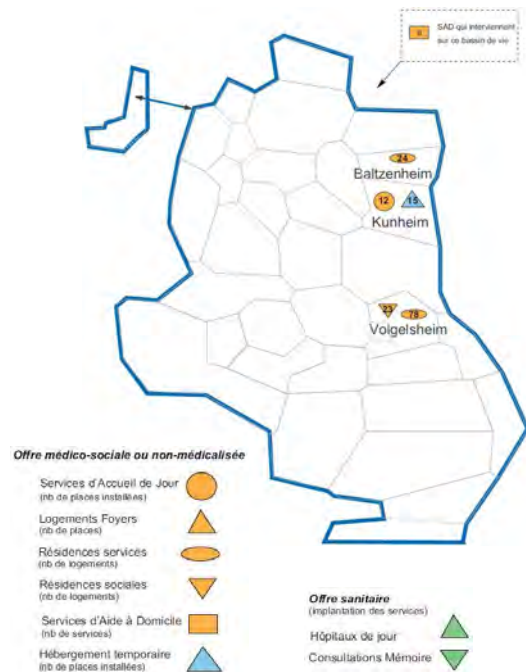 SAD qui interviennent
sur ce bassin de vie
24
Baltzenheim
12
15
Kunheim
23
78
Volgelsheim
Offre médico-sociale ou non-médicalisée
Services d'Accueil de Jour
(nb de places installées)
Logements Foyers
(nb de places)
Résidences services
(nb de logements)
Résidences sociales
(nb de logements)
Services d'Aide à Domicile
(nb de services)
Hébergement temporaire
(nb de places installées)
Offre sanitaire
(implantation des services)
Hôpitaux de jour
Consultations Mémoire